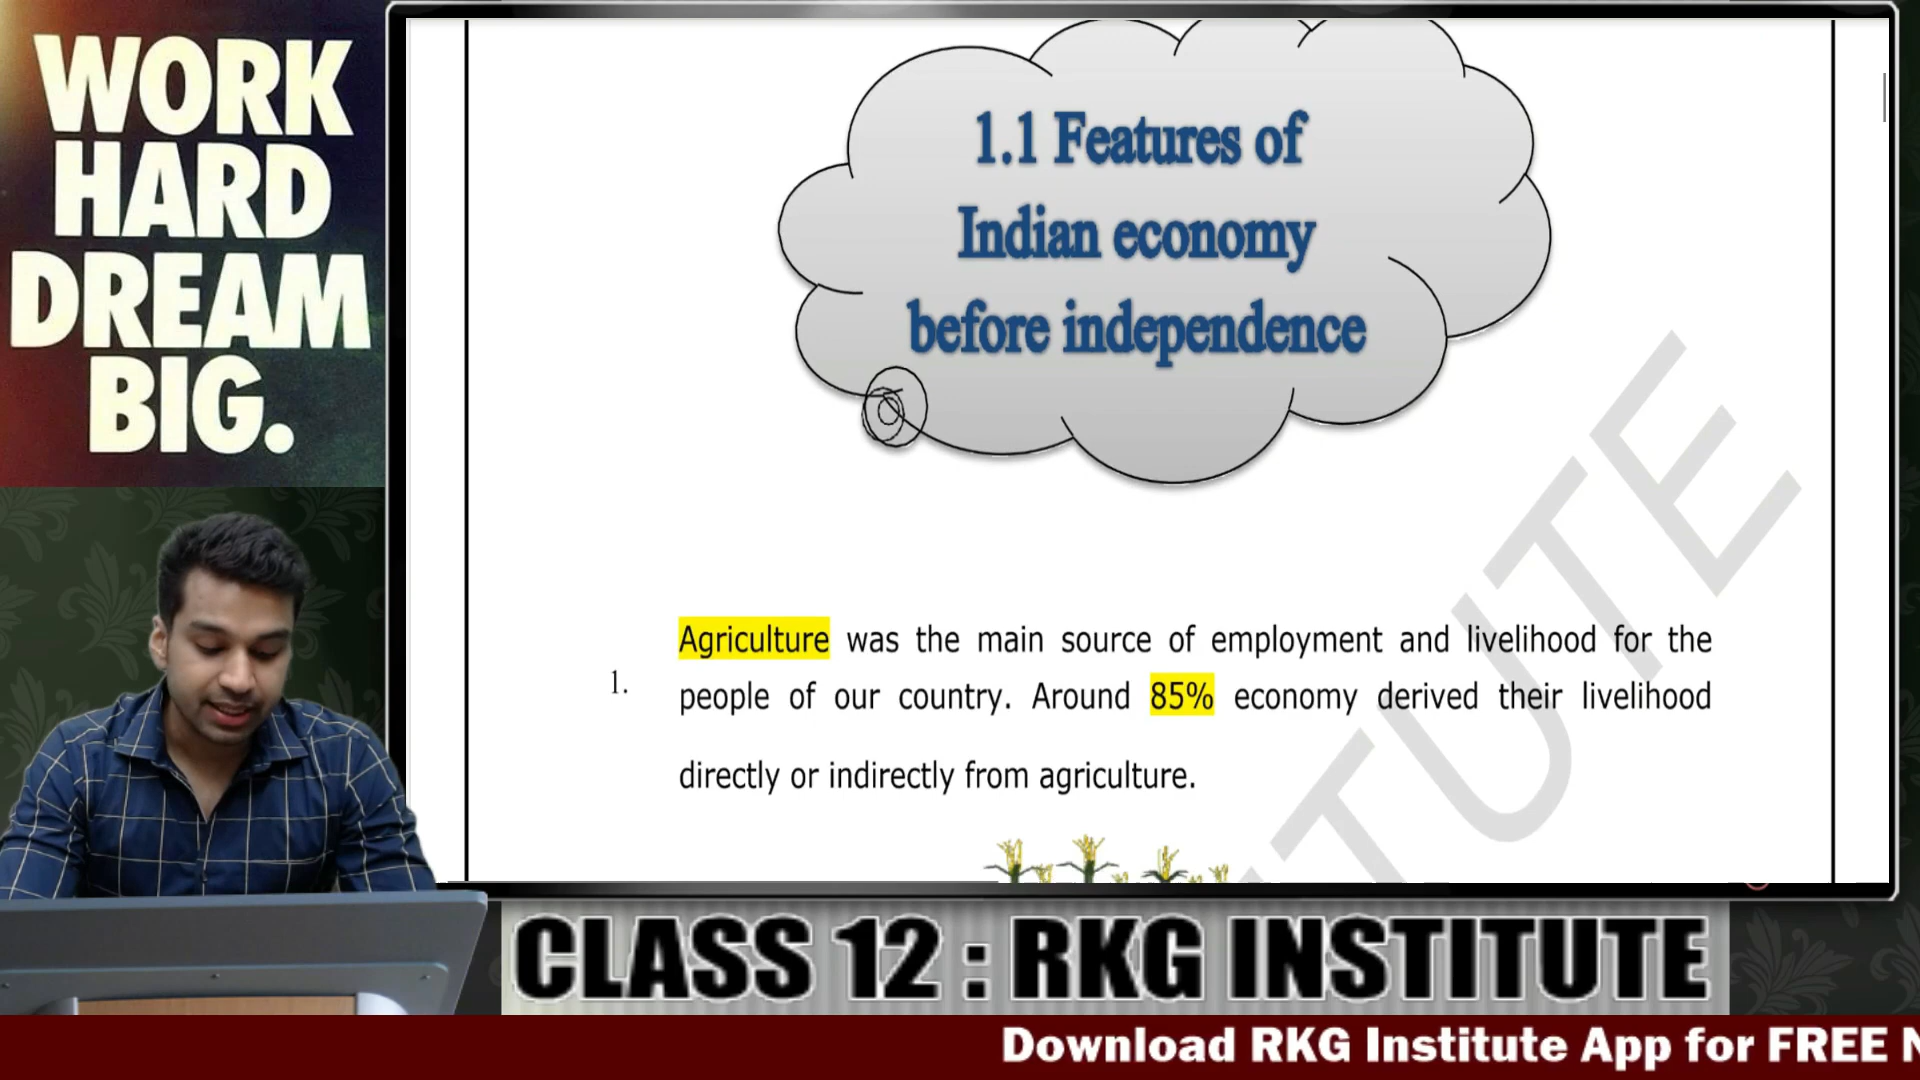 WORK
HARD
DREAM
BIG.
1.1 Features of
Indian economy
before independence
1.
Agriculture was the main source of employment and livelihood for the
people of our country. Around 85% economy derived their livelihood
directly or indirectly from agriculture.
TUTE
CLASS 12 : RKG INSTITUTE
Download RKG Institute App for FREE N